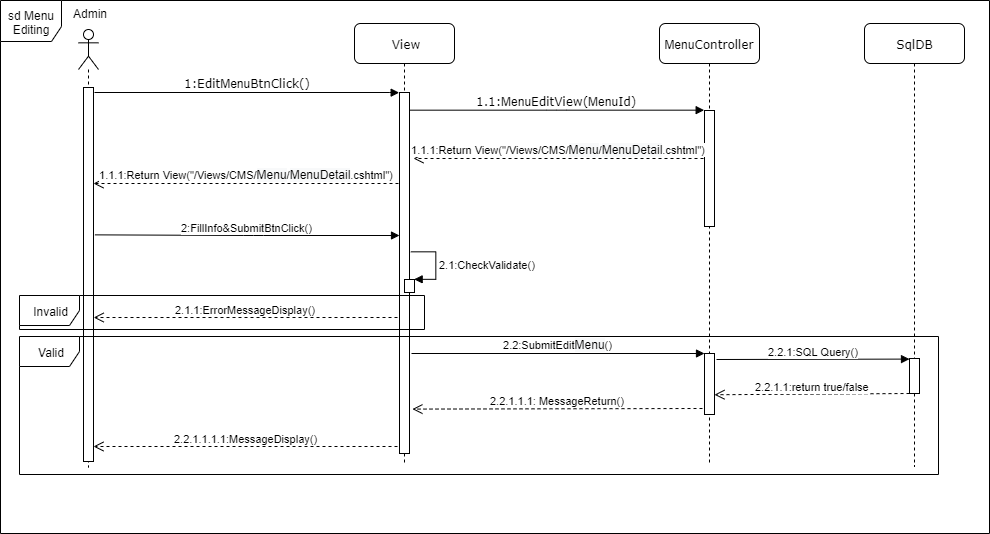 sd Menu
Editing
Admin
View
MenuController
SqlDB
1:EditMenuBtnClick()
1.1:MenuEditView(MenuId)
1.1.1:Return View("/Views/CMS/Menu/MenuDetail.cshtml")
1.1.1:Return View("/Views/CMS/Menu/MenuDetail.cshtml")
2:FillInfo&SubmitBtnClick()
2.1:CheckValidate()
Invalid
2.1.1:ErrorMessageDisplay()
Valid
2.2:SubmitEditMenu()
2.2.1:SQL Query()
2.2.1.1:return true/false
2.2.1.1.1: MessageReturn()
2.2.1.1.1.1:MessageDisplay()